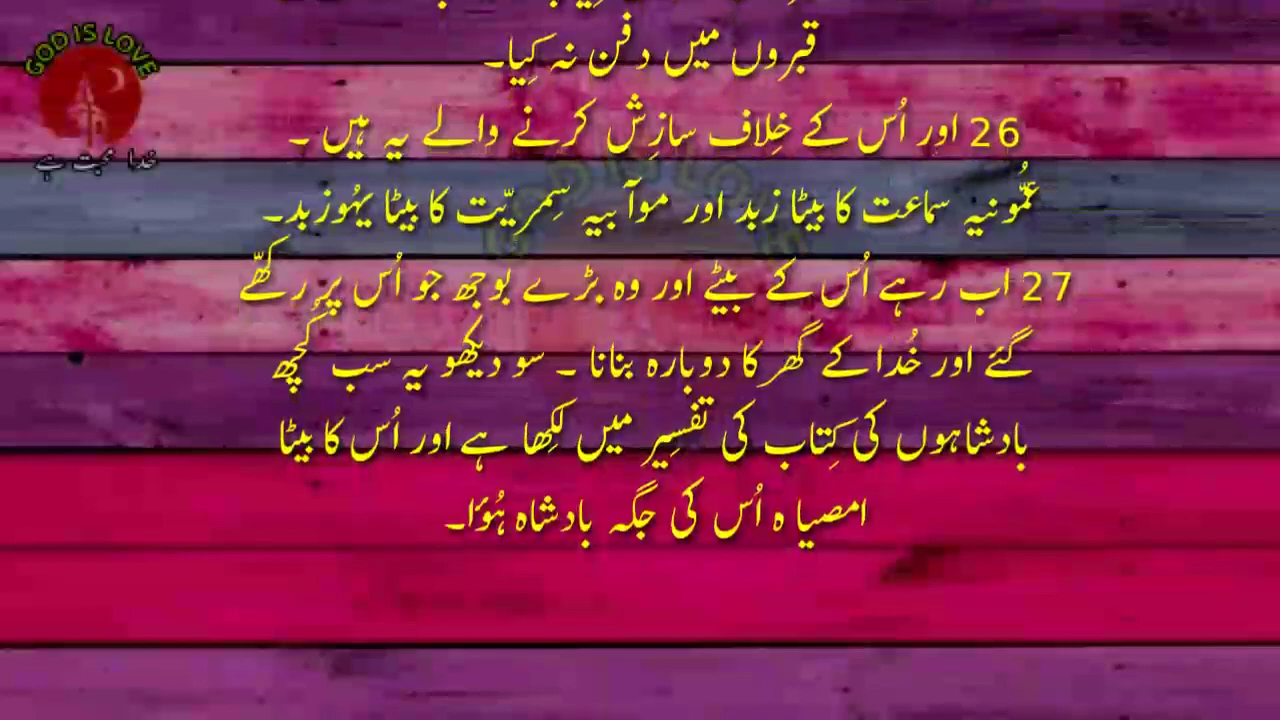 GOD IS LOVE
خدا محبت ہے
قبروں میں دفن نہ کِیا۔
26 اور اُس کے خِلاف سازِش کرنے والے یہ ہیں ۔
عمُّونیہ سماعت کا بیٹا زبد اور موآبیہ سِمرِیّت کا بیٹا یہُوزبد۔
27 اب رہے اُس کے بیٹے اور وہ بڑے بوجھ جو اُس پر رکھّے
گئے اور خُدا کے گھر کا دوبارہ بنانا ۔ سو دیکھو یہ سب کُچھ
بادشاہوں کی کِتاب کی تفسِیر میں لِکھا ہے اور اُس کا بیٹا
امصیا ہ اُس کی جگہ بادشاہ ہُؤا۔